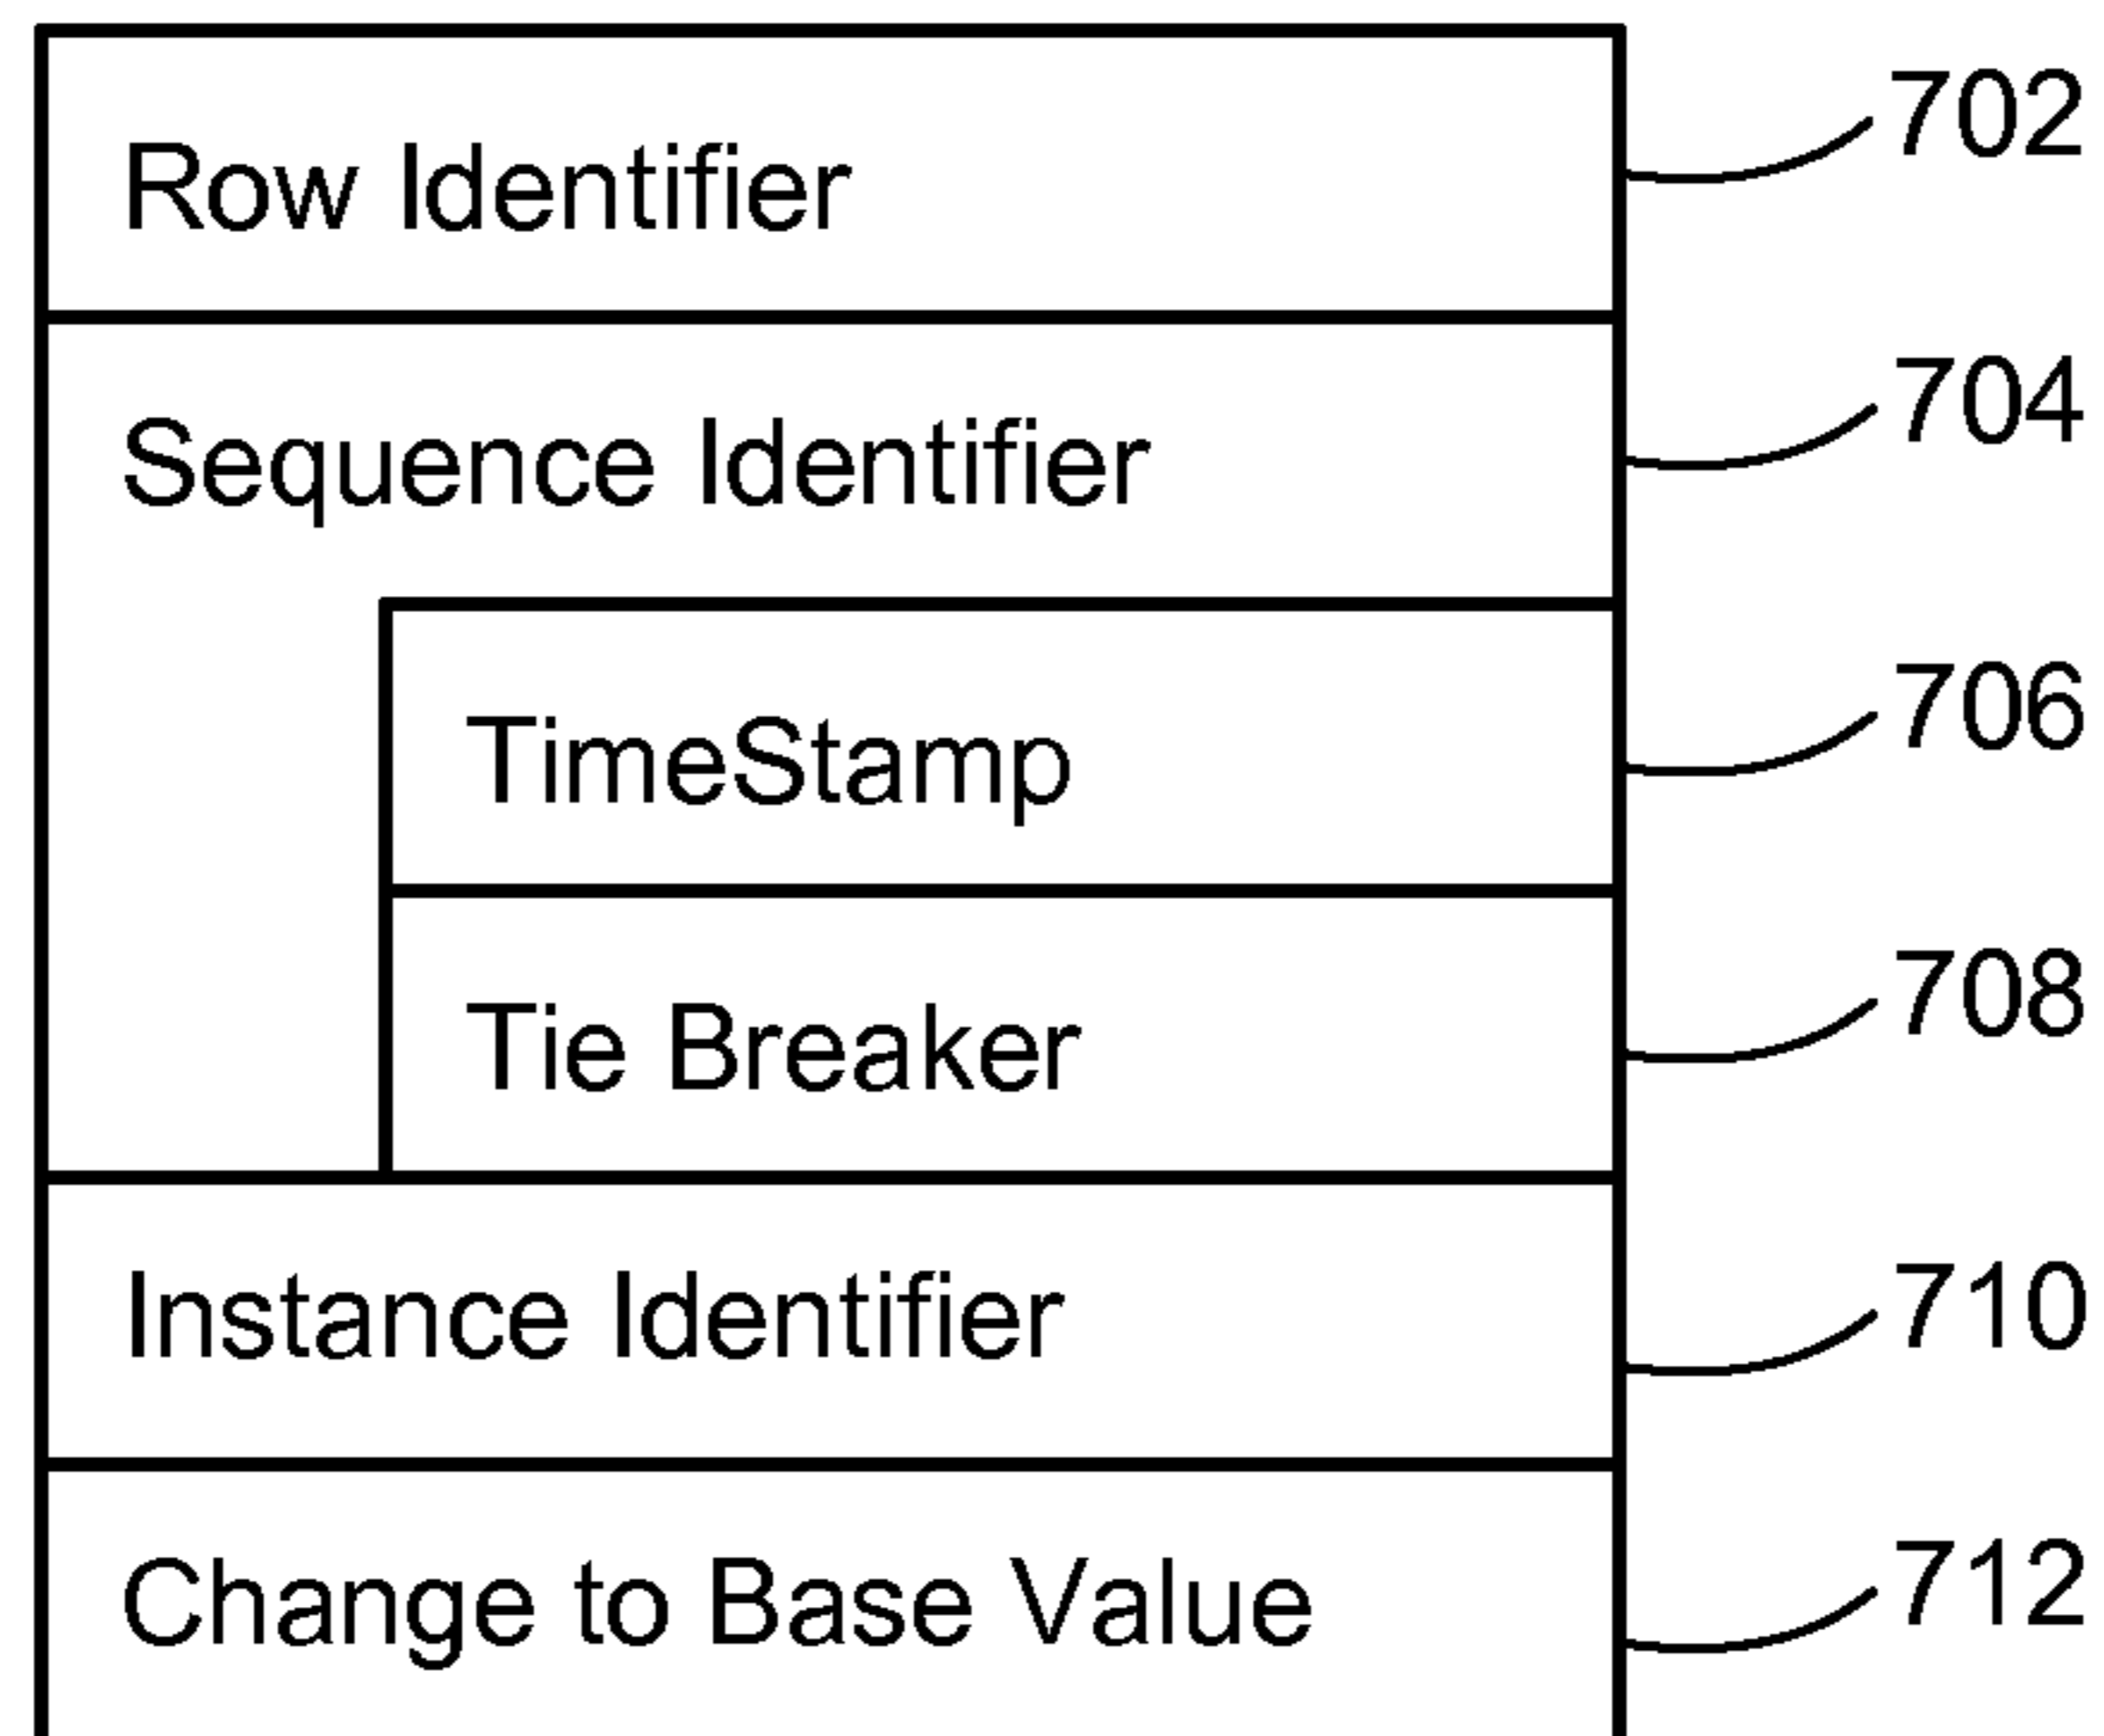 Row Identifier 702
Sequence Identifier 704
TimeStamp 706
Tie Breaker 708
Instance Identifier 710
Change to Base Value 712